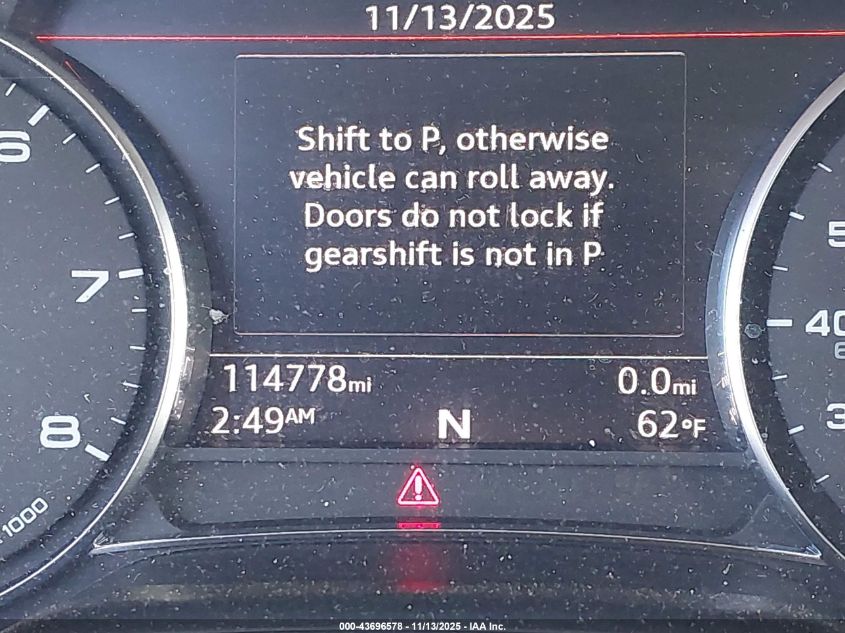 11/13/2025
Shift to P, otherwise
vehicle can roll away.
Doors do not lock if
gearshift is not in P
6
7
8
1000
5
40
3
114778mi
0.0mi
2:49AM
N
62°F
000-43696578 - 11/13/2025 - IAA Inc.